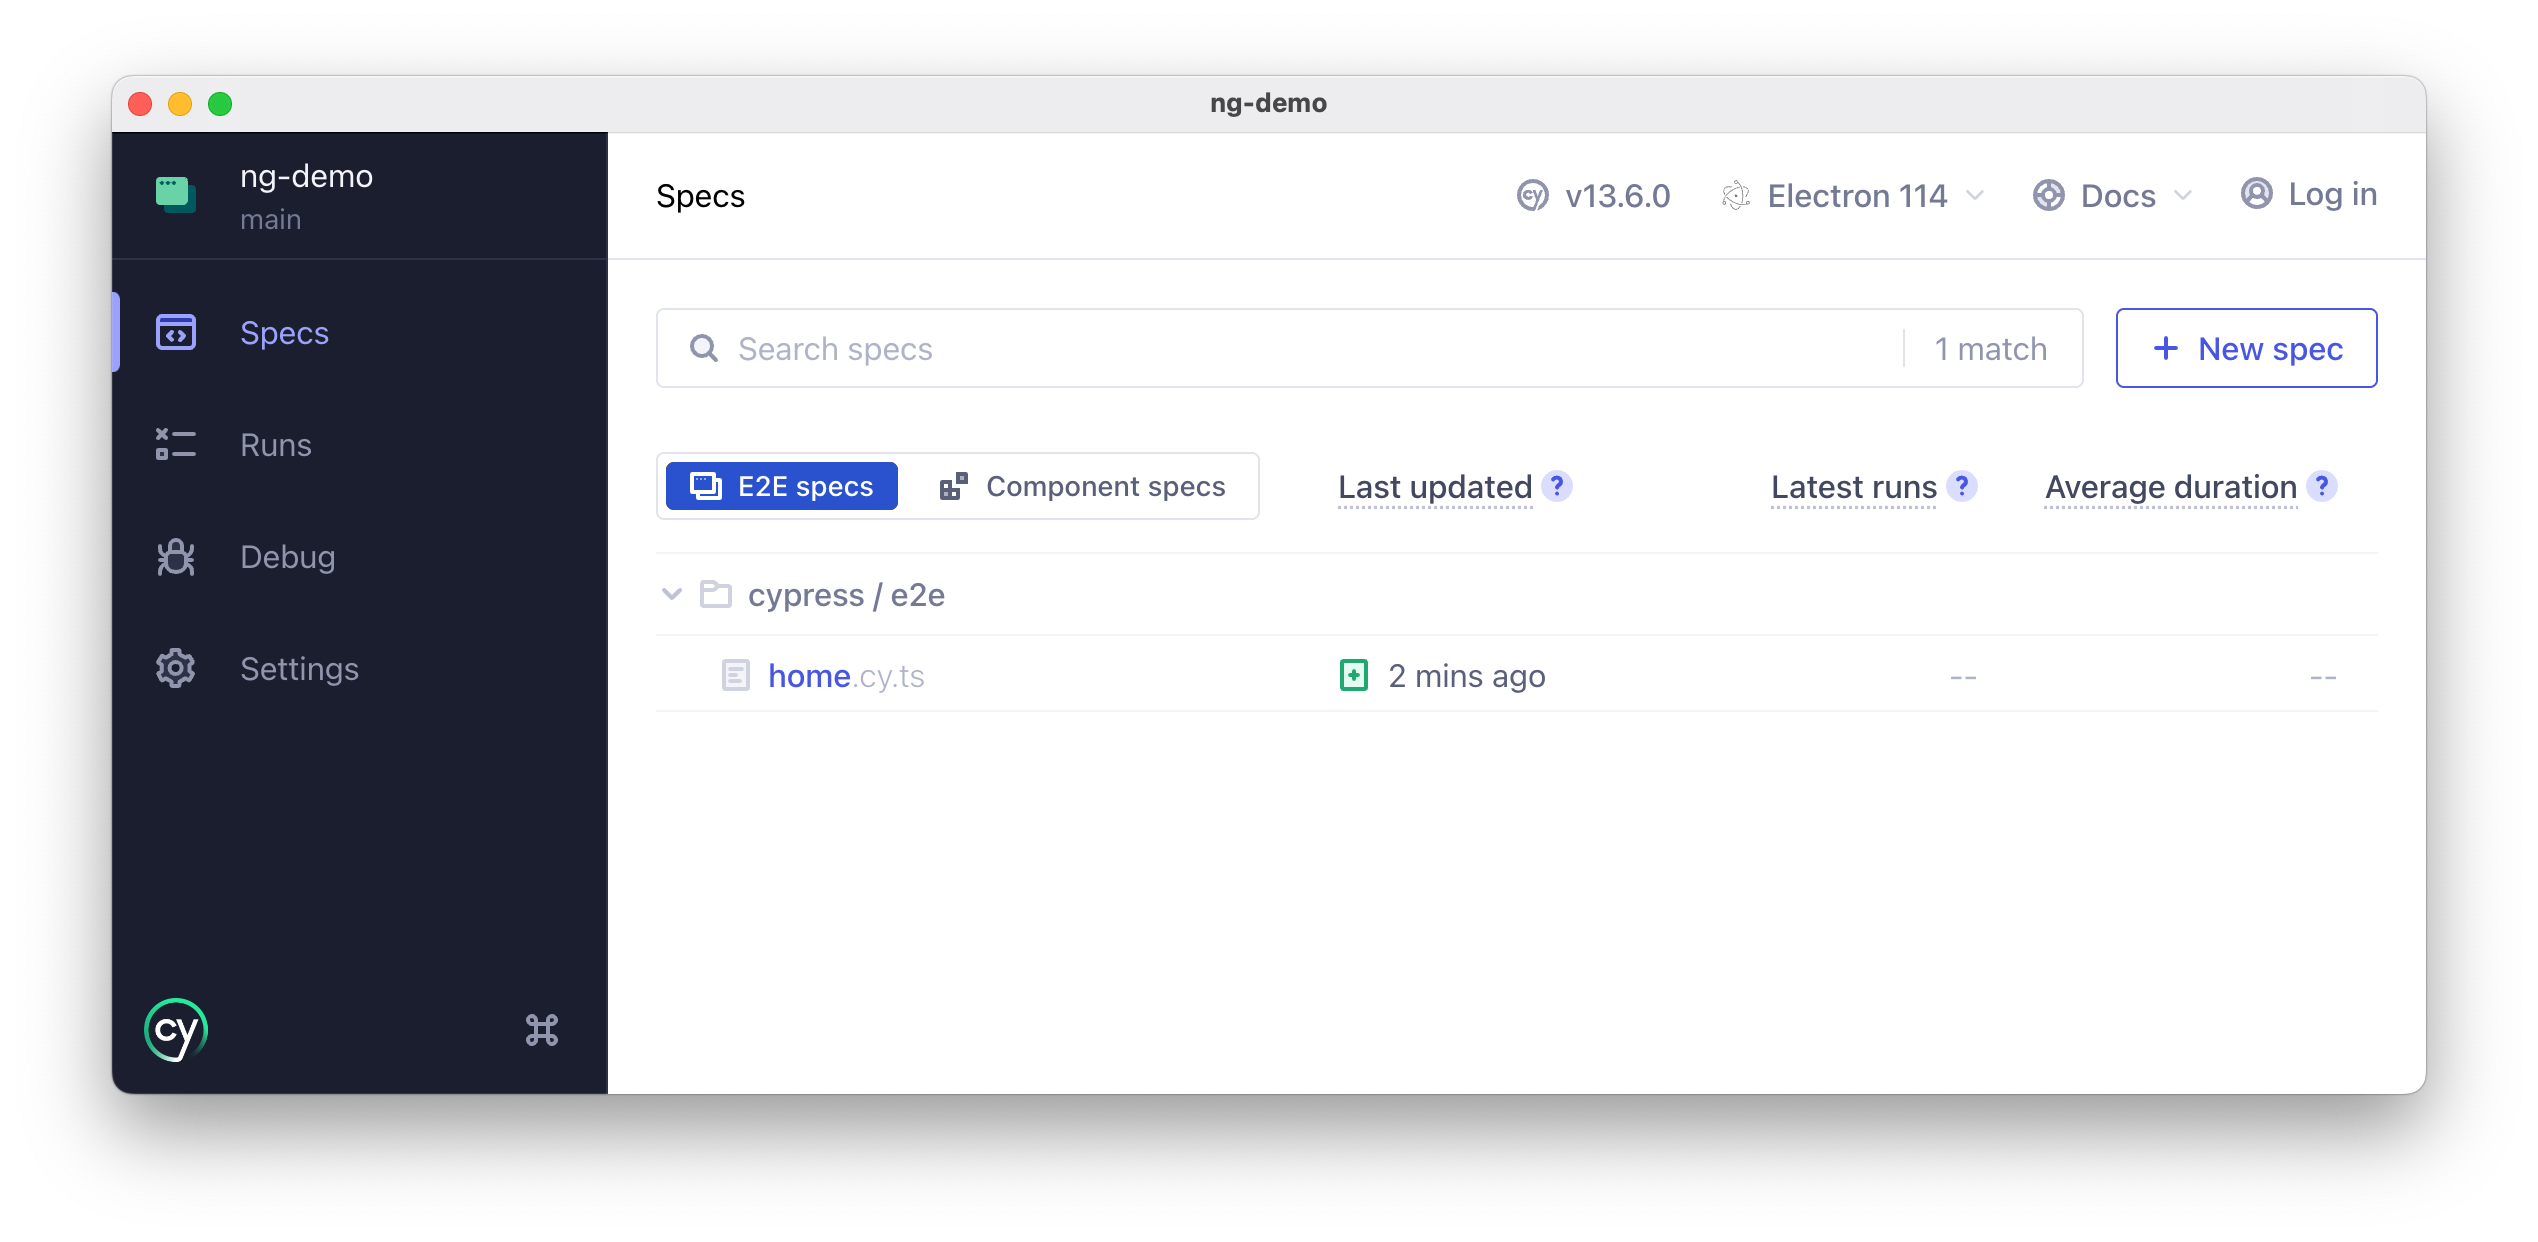 ng-demo
ng-demo
main
Specs
Runs
Debug
Settings
cy
Specs
cy v13.6.0
Electron 114
Docs
Log in
Search specs
1 match
+ New spec
E2E specs
Component specs
Last updated ?
Latest runs ?
Average duration ?
cypress / e2e
home.cy.ts
2 mins ago
--
--